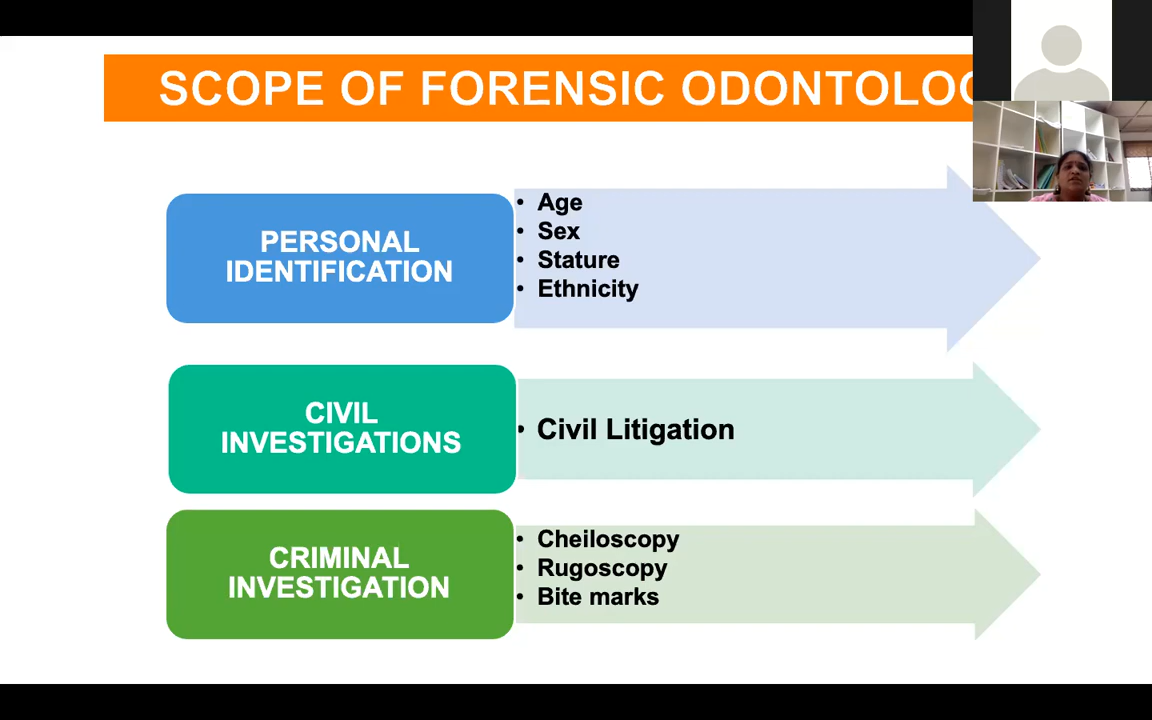 SCOPE OF FORENSIC ODONTOLOG
PERSONAL
IDENTIFICATION
• Age
• Sex
• Stature
• Ethnicity
CIVIL
INVESTIGATIONS
• Civil Litigation
CRIMINAL
INVESTIGATION
• Cheiloscopy
• Rugoscopy
• Bite marks